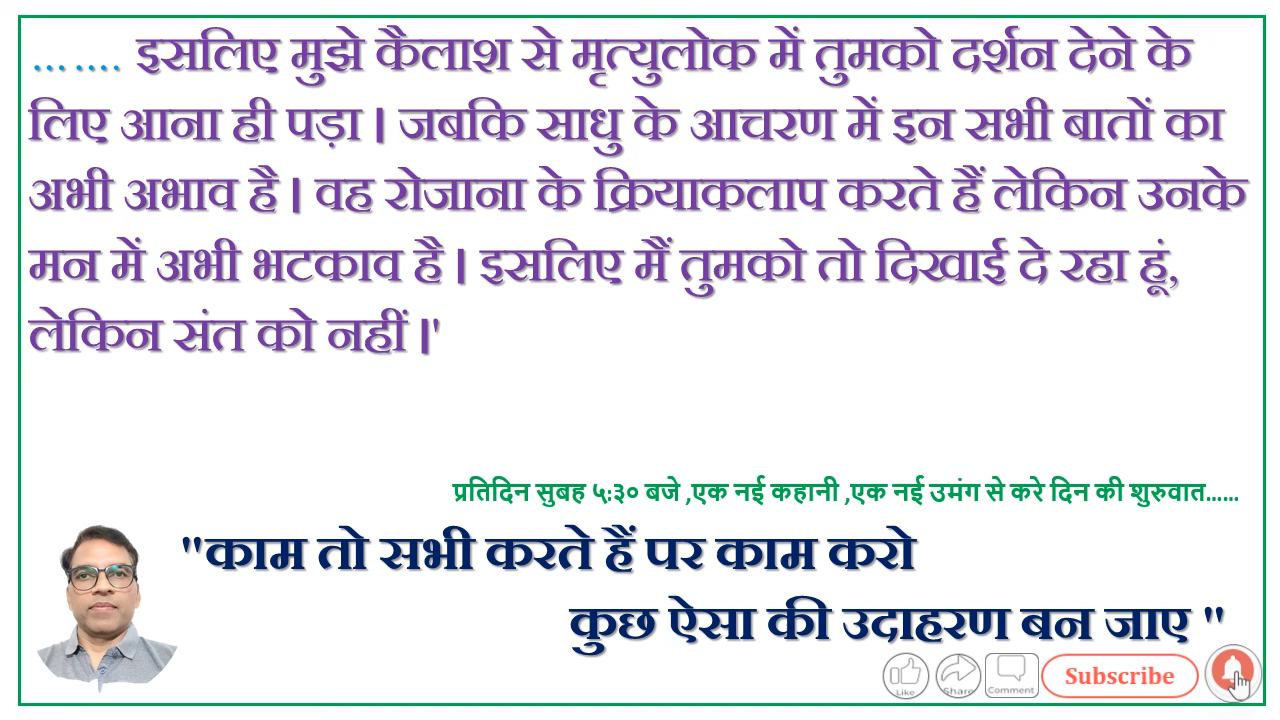 ……. इसलिए मुझे कैलाश से मृत्युलोक में तुमको दर्शन देने के
लिए आना ही पड़ा । जबकि साधु के आचरण में इन सभी बातों का
अभी अभाव है । वह रोजाना के क्रियाकलाप करते हैं लेकिन उनके
मन में अभी भटकाव है । इसलिए मैं तुमको तो दिखाई दे रहा हूं,
लेकिन संत को नहीं ।'
प्रतिदिन सुबह ५:३० बजे ,एक नई कहानी ,एक नई उमंग से करे दिन की शुरुवात……
"काम तो सभी करते हैं पर काम करो
कुछ ऐसा की उदाहरण बन जाए "
Like Share Comment Subscribe